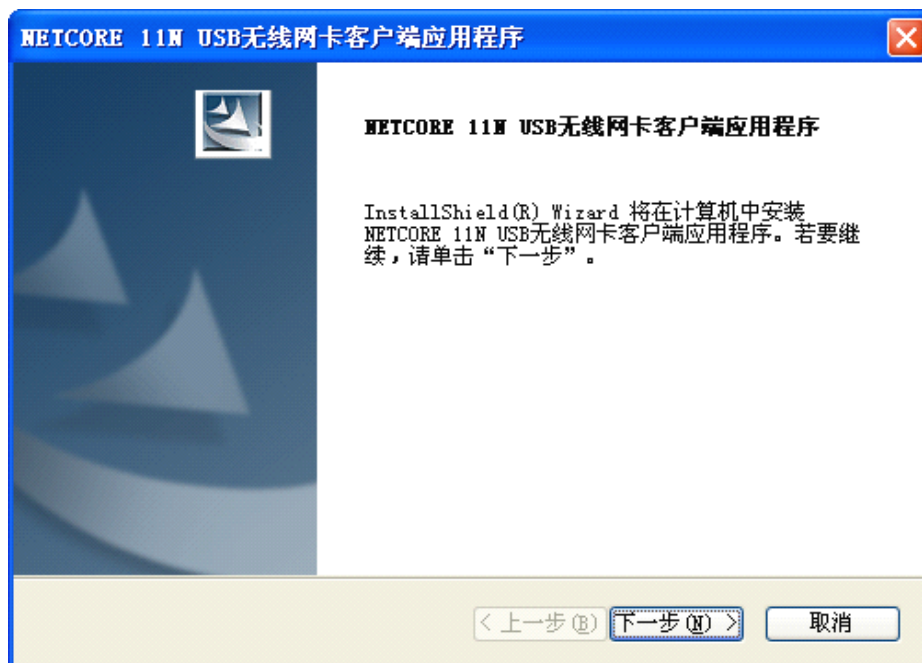 NETCORE 11N USB无线网卡客户端应用程序
NETCORE 11N USB无线网卡客户端应用程序
InstallShield(R) Wizard 将在计算机中安装
NETCORE 11N USB无线网卡客户端应用程序。若要继
续，请单击“下一步”。
< 上一步(B) 下一步(N) > 取消